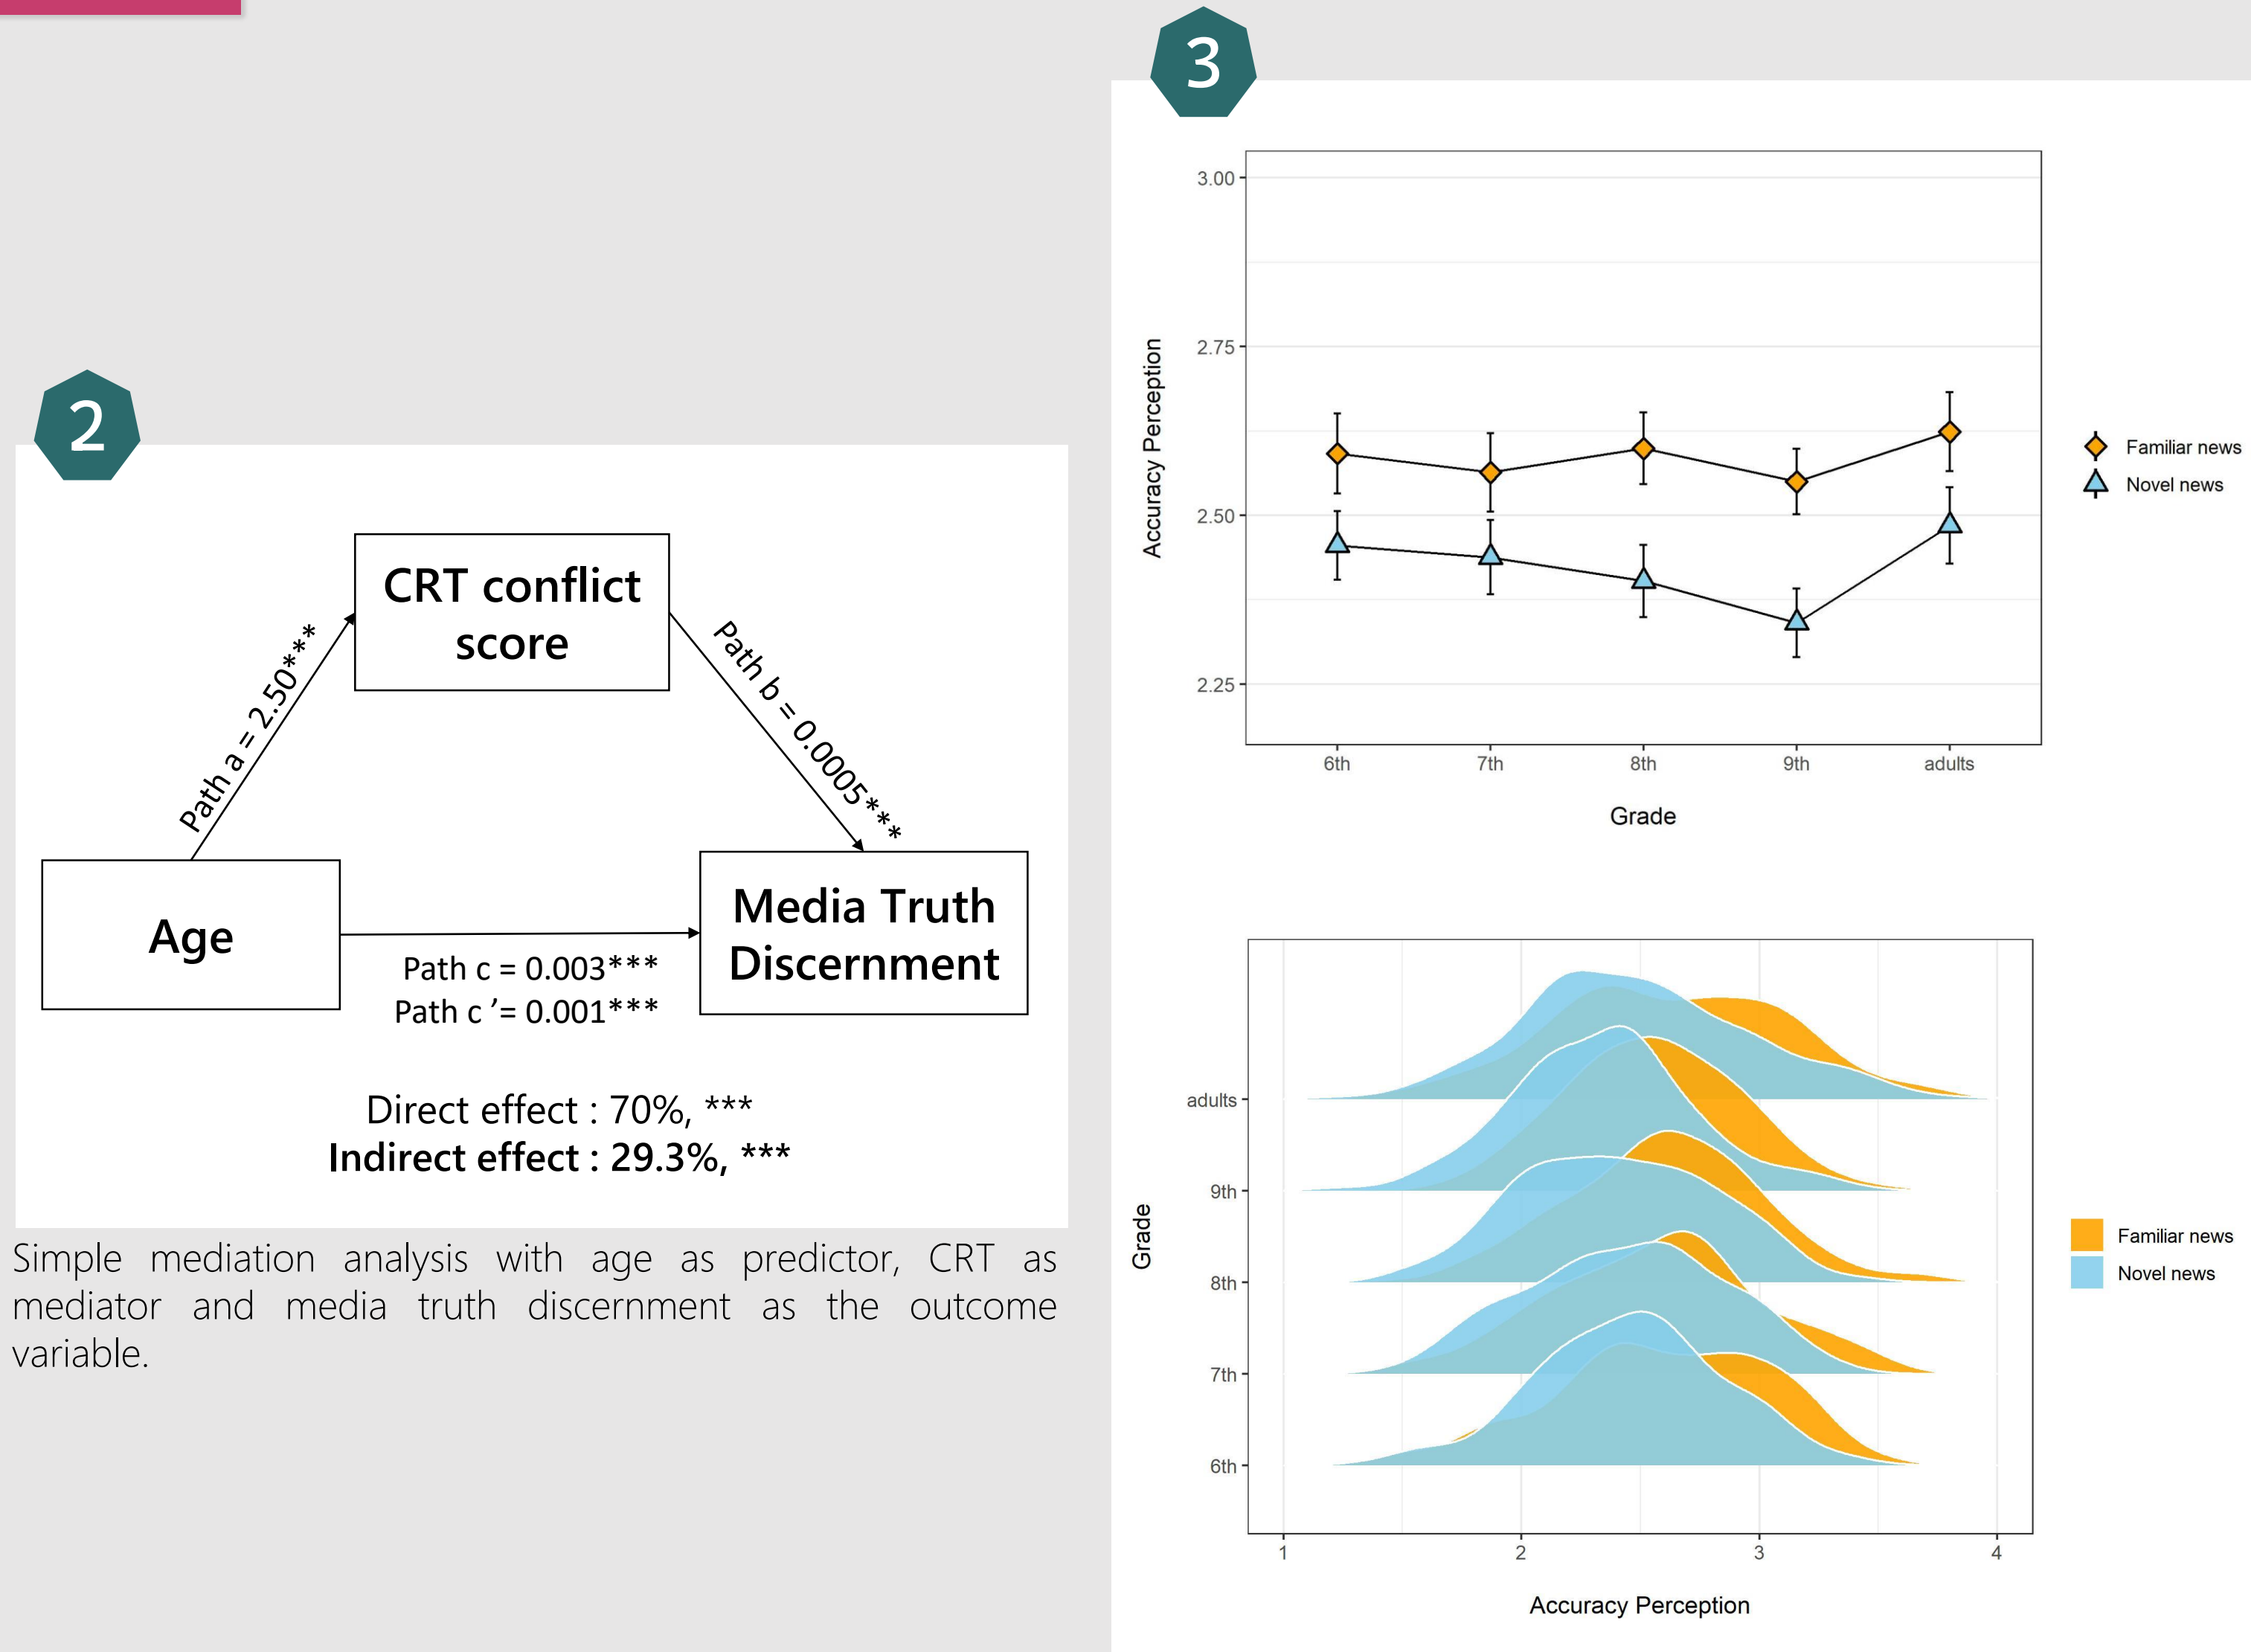 2
CRT conflict
score
Path a = 2.50***
Path b = 0.0005***
Age
Media Truth
Discernment
Path c = 0.003***
Path c ’= 0.001***
Direct effect : 70%, ***
Indirect effect : 29.3%, ***
Simple mediation analysis with age as predictor, CRT as
mediator and media truth discernment as the outcome
variable.
3
Accuracy Perception
3.00
2.75
2.50
2.25
6th 7th 8th 9th adults
Grade
Familiar news
Novel news
Grade
adults
9th
8th
7th
6th
1 2 3 4
Accuracy Perception
Familiar news
Novel news